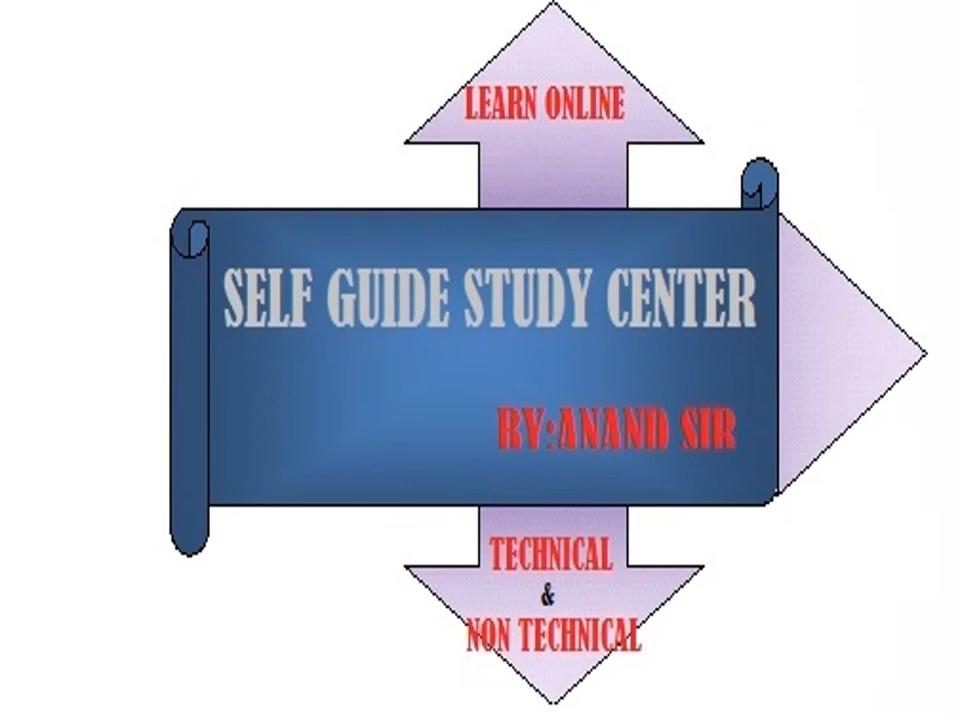 LEARN ONLINE
SELF GUIDE STUDY CENTER
BY:ANAND SIR
TECHNICAL
&
NON TECHNICAL